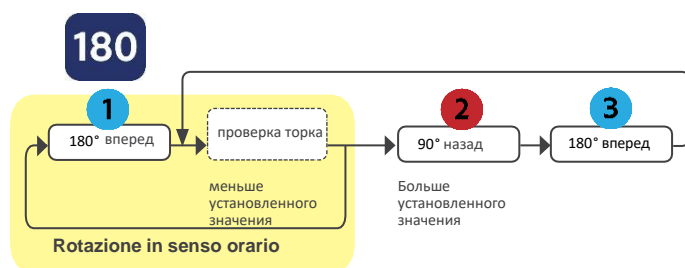 180
1
2
3
180° вперед
проверка торка
90° назад
180° вперед
меньше
установленного
значения
Больше
установленного
значения
Rotazione in senso orario